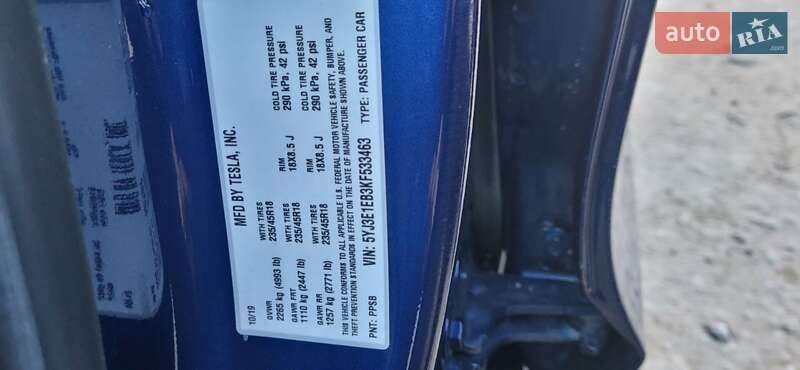 auto RIA .com
MFD BY TESLA, INC.
10/19
GVWR
2265 kg (4993 lb)
WITH TIRES
235/45R18
RIM
18X8.5 J
COLD TIRE PRESSURE
290 kPa, 42 psi
GAWR FRT
1110 kg (2447 lb)
WITH TIRES
235/45R18
RIM
18X8.5 J
COLD TIRE PRESSURE
290 kPa, 42 psi
GAWR RR
1257 kg (2771 lb)
WITH TIRES
235/45R18
THIS VEHICLE CONFORMS TO ALL APPLICABLE U.S. FEDERAL MOTOR VEHICLE SAFETY, BUMPER, AND
THEFT PREVENTION STANDARDS IN EFFECT ON THE DATE OF MANUFACTURE SHOWN ABOVE.
VIN: 5YJ3E1EB3KF533463
PNT: PPSB
TYPE: PASSENGER CAR